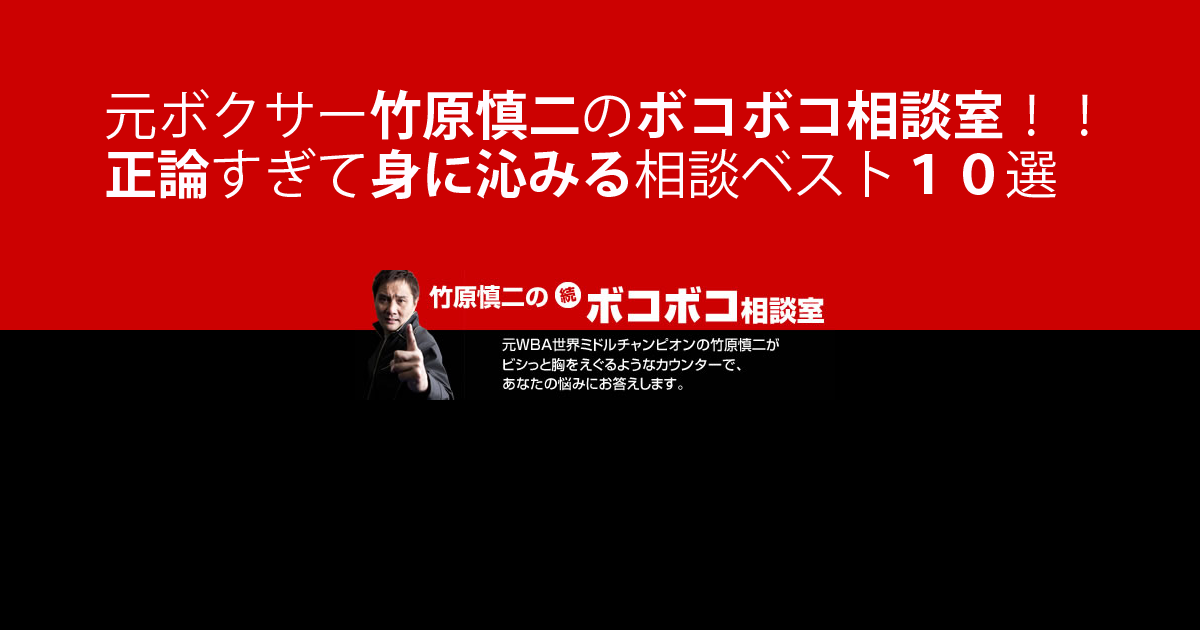 元ボクサー竹原慎二のボコボコ相談室！！
正論すぎて身に沁みる相談ベスト１０選
竹原慎二の 続 ボコボコ相談室
元WBA世界ミドルチャンピオンの竹原慎二が
ビシっと胸をえぐるようなカウンターで、
あなたの悩みにお答えします。